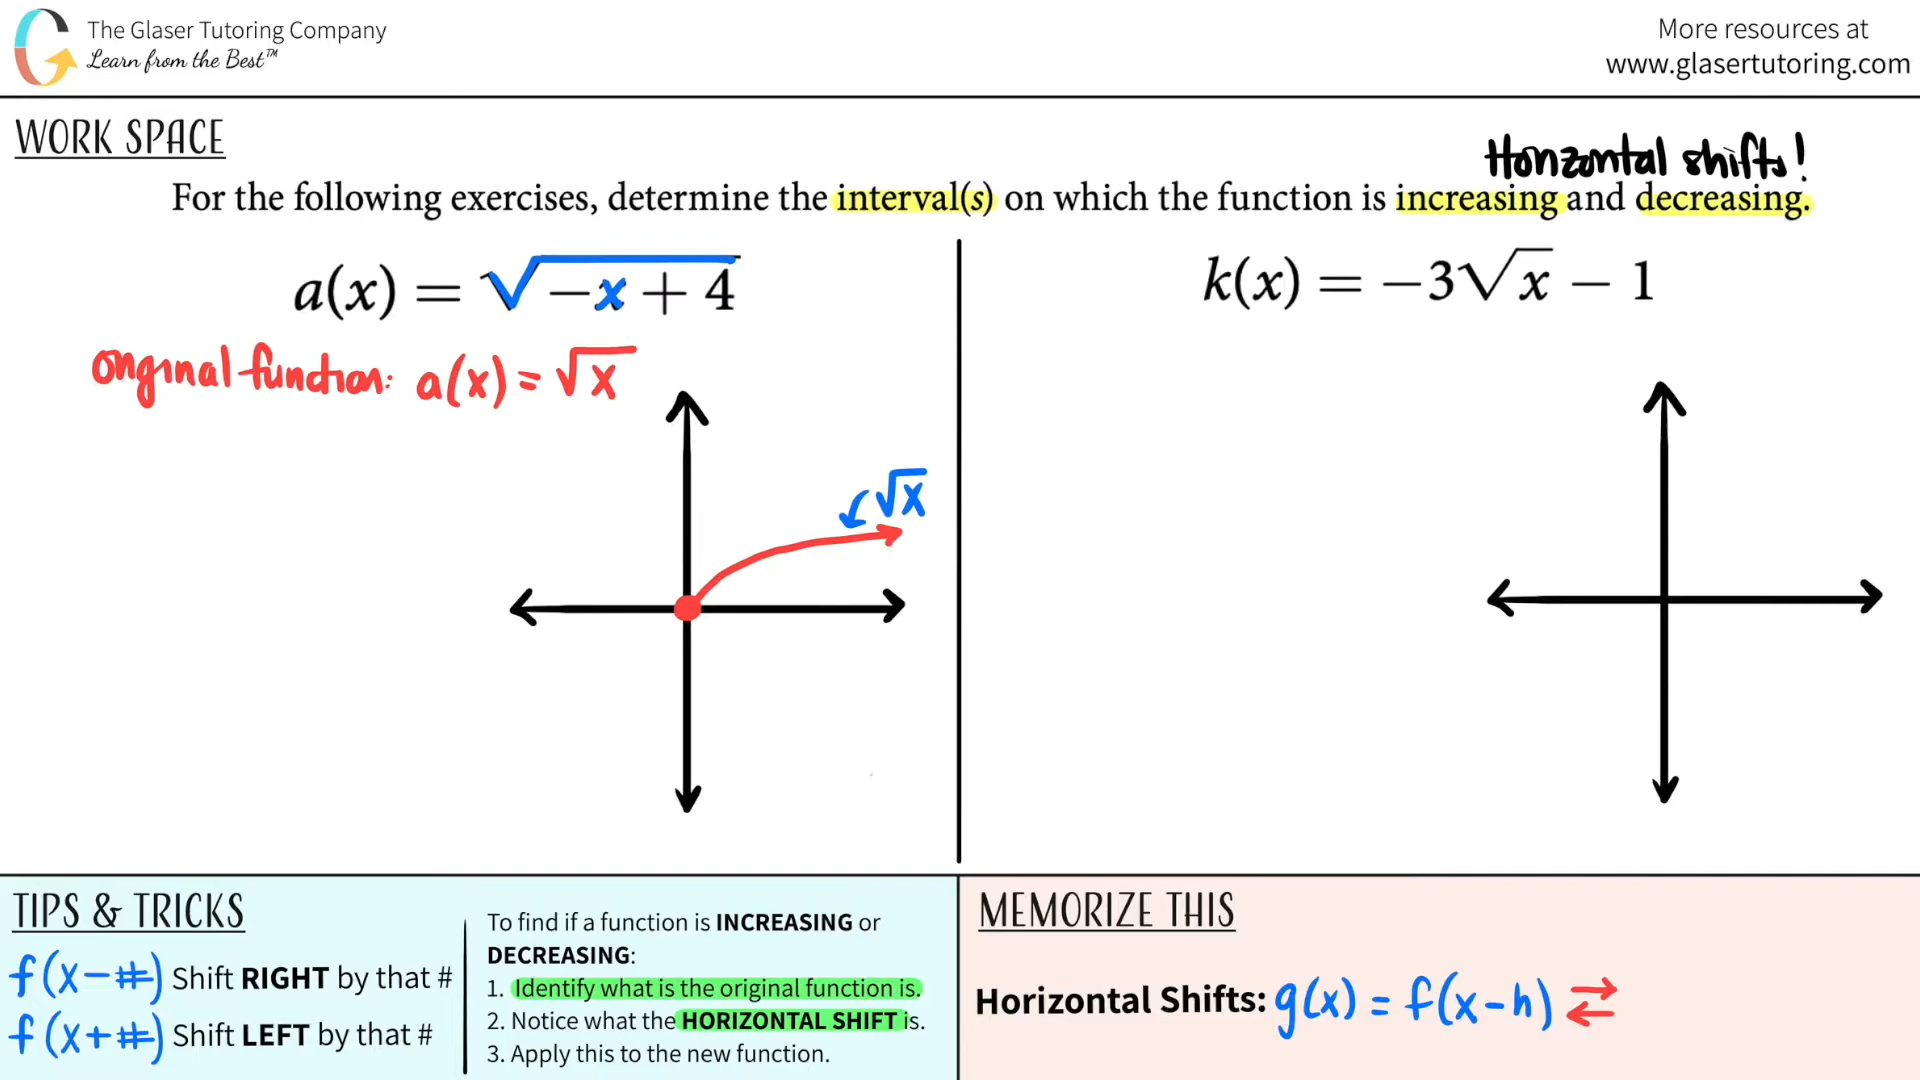 The Glaser Tutoring Company
Learn from the Best™
More resources at
www.glasertutoring.com
WORK SPACE
Horizontal shifts!
For the following exercises, determine the interval(s) on which the function is increasing and decreasing.
a(x) = √(-x + 4)
original function: a(x) = √x
√x
k(x) = −3√x − 1
TIPS & TRICKS
f(x-#) Shift RIGHT by that #
f(x+#) Shift LEFT by that #
To find if a function is INCREASING or
DECREASING:
1. Identify what is the original function is.
2. Notice what the HORIZONTAL SHIFT is.
3. Apply this to the new function.
MEMORIZE THIS
Horizontal Shifts: g(x) = f(x-h)